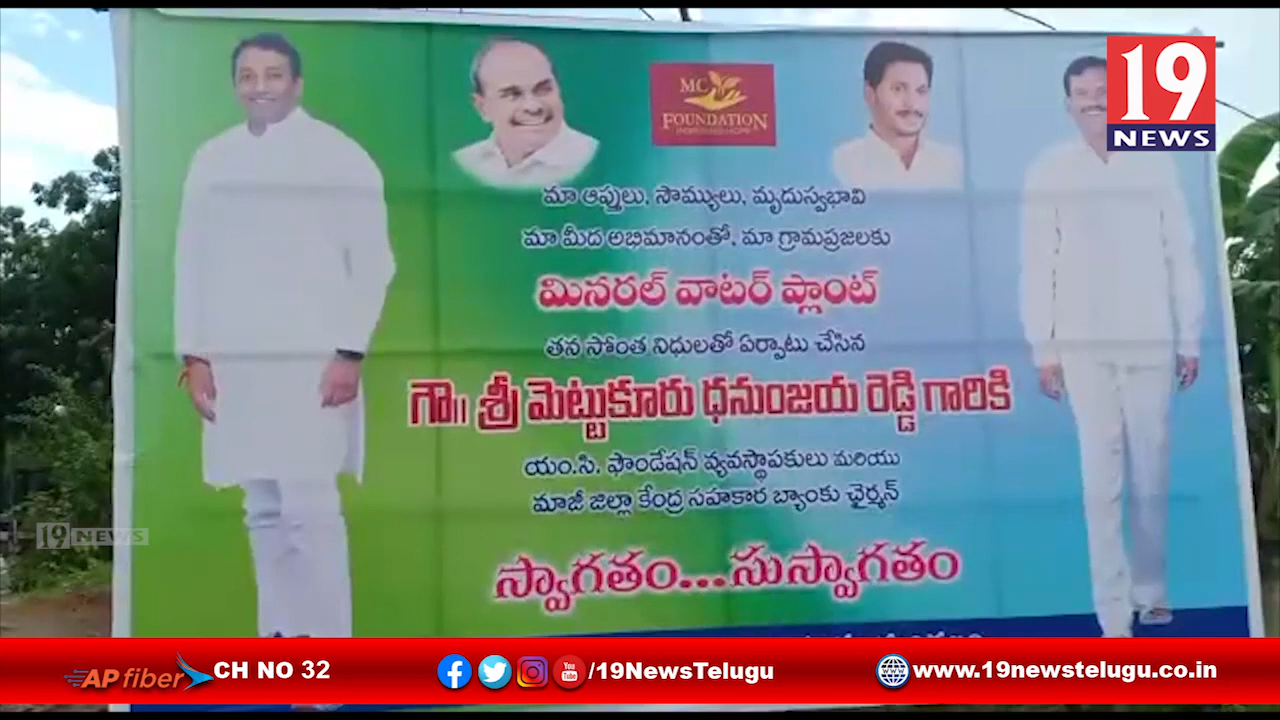 19
NEWS
MC
FOUNDATION
మా ఆప్తులు, సౌమ్యులు, మృదుస్వభావి
మా మీద అభిమానంతో, మా గ్రామప్రజలకు
మినరల్ వాటర్ ప్లాంట్
తన సోంత నిధులతో ఏర్పాటు చేసిన
గౌ౹౹ శ్రీ మెట్టుకూరు ధనుంజయ రెడ్డి గారికి
యం.సి. ఫౌండేషన్ వ్యవస్థాపకులు మరియు
మాజీ జిల్లా కేంద్ర సహకార బ్యాంకు ఛైర్మన్
స్వాగతం...సుస్వాగతం
19 NEWS
AP fiber CH NO 32 /19NewsTelugu www.19newstelugu.co.in